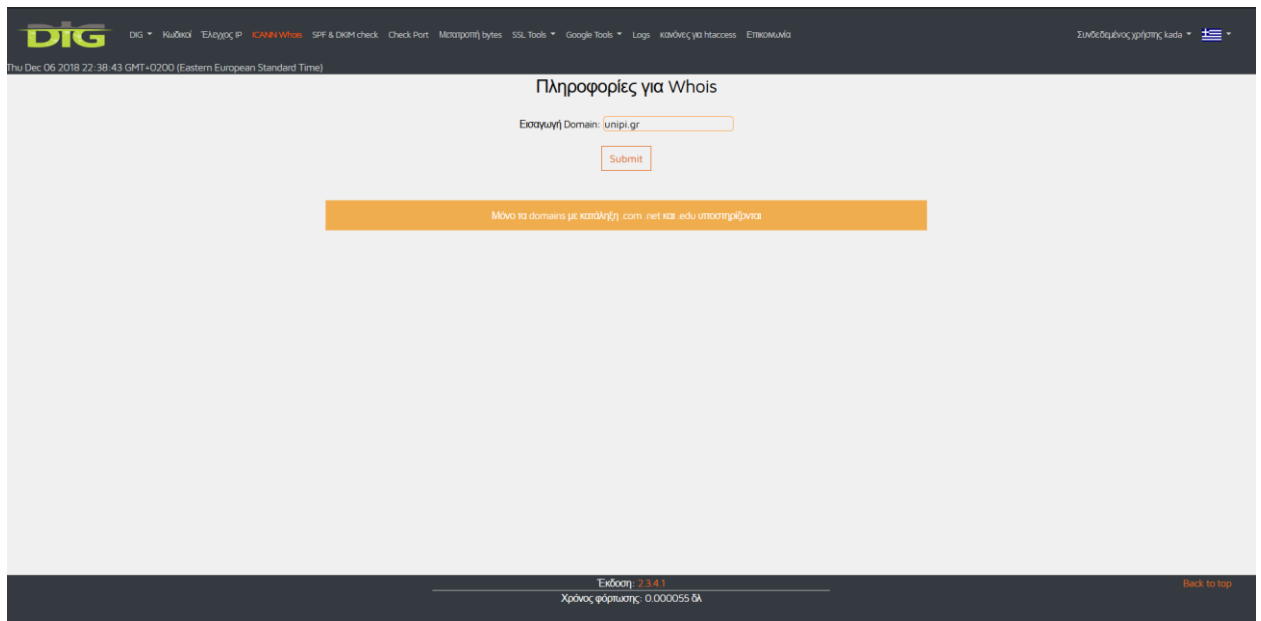 DIG
DIG Κωδικοί Έλεγχος IP ICANN Whois SPF & DKIM check Check Port Μετατροπή bytes SSL Tools Google Tools Logs κανόνες για htaccess Επικοινωνία Συνδεδεμένος χρήστης kada
Thu Dec 06 2018 22:38:43 GMT+0200 (Eastern European Standard Time)
Πληροφορίες για Whois
Εισαγωγή Domain: unipi.gr
Submit
Μόνο τα domains με κατάληξη .com .net και .edu υποστηρίζονται
Έκδοση: 2.3.4.1
Back to top
Χρόνος φόρτωσης: 0.000055 δλ